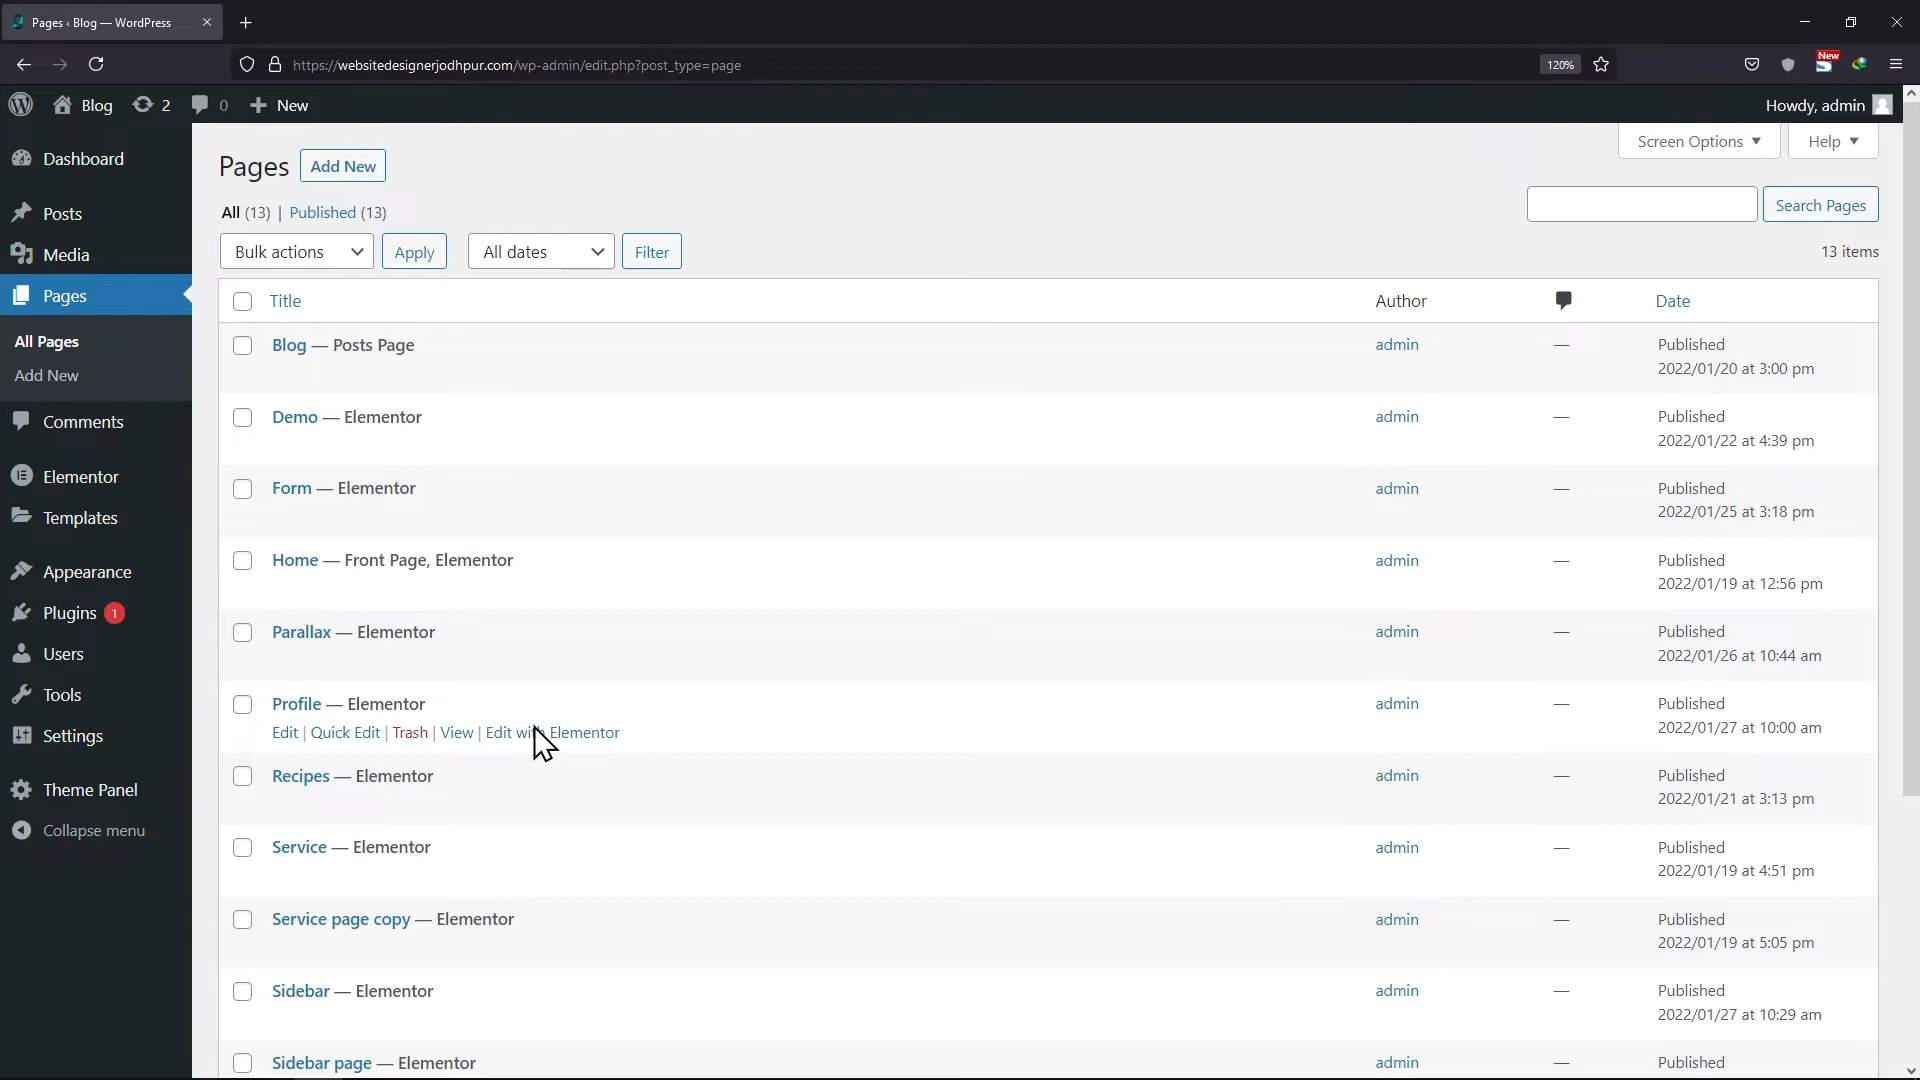 Pages ‹ Blog — WordPress
https://websitedesignerjodhpur.com/wp-admin/edit.php?post_type=page
120%
New
Blog
2
0
New
Howdy, admin
Dashboard
Posts
Media
Pages
All Pages
Add New
Comments
Elementor
Templates
Appearance
Plugins 1
Users
Tools
Settings
Theme Panel
Collapse menu
Screen Options
Help
Pages
Add New
All (13) | Published (13)
Search Pages
Bulk actions
Apply
All dates
Filter
13 items
Title Author Date
Blog — Posts Page admin — Published
2022/01/20 at 3:00 pm
Demo — Elementor admin — Published
2022/01/22 at 4:39 pm
Form — Elementor admin — Published
2022/01/25 at 3:18 pm
Home — Front Page, Elementor admin — Published
2022/01/19 at 12:56 pm
Parallax — Elementor admin — Published
2022/01/26 at 10:44 am
Profile — Elementor admin — Published
Edit | Quick Edit | Trash | View | Edit with Elementor 2022/01/27 at 10:00 am
Recipes — Elementor admin — Published
2022/01/21 at 3:13 pm
Service — Elementor admin — Published
2022/01/19 at 4:51 pm
Service page copy — Elementor admin — Published
2022/01/19 at 5:05 pm
Sidebar — Elementor admin — Published
2022/01/27 at 10:29 am
Sidebar page — Elementor admin — Published